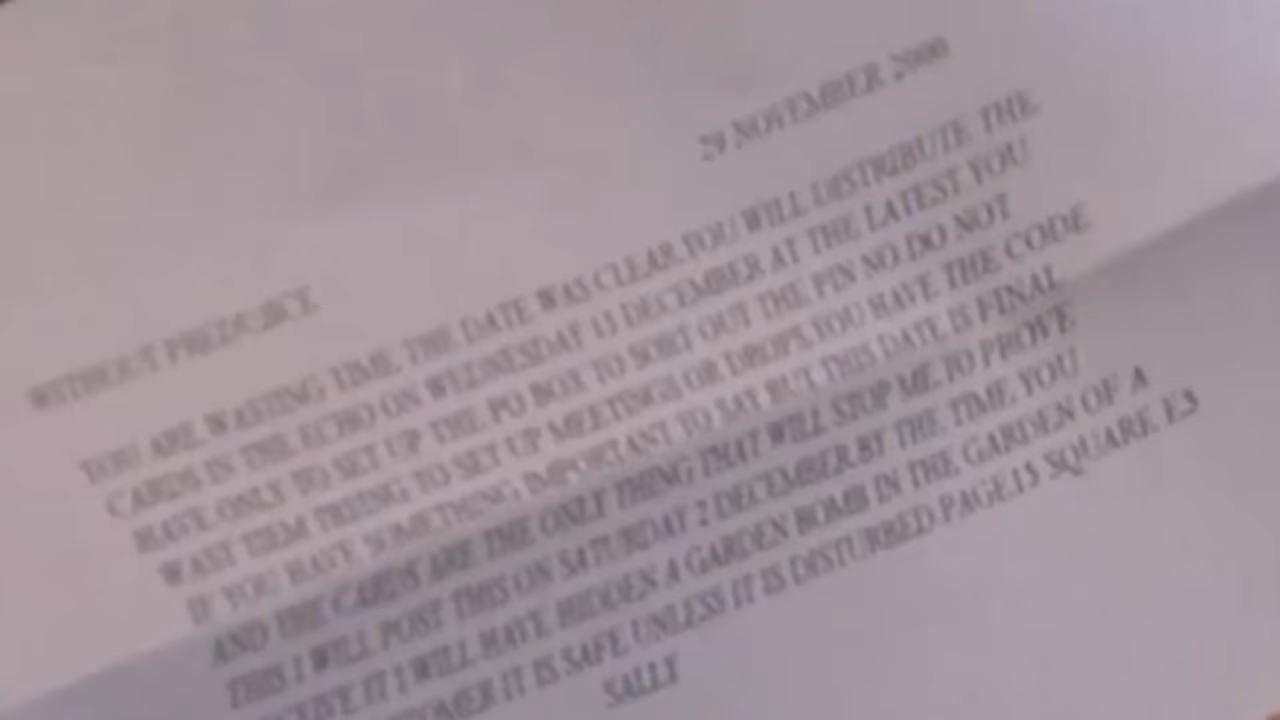 29 NOVEMBER 2000
WITHOUT PREDUJICE
YOU ARE WASTING TIME THE DATE WAS CLEAR YOU WILL DISTRIBUTE THE
CARDS IN THE ECHO ON WEDNESDAY 13 DECEMBER AT THE LATEST YOU
HAVE ONLY TO SET UP THE PO BOX TO SORT OUT THE PIN NO DO NOT
WAST TIEM TRYING TO SET UP MEETINGS OR DROPS YOU HAVE THE CODE
IF YOU HAVE SOMETHING IMPORTANT TO SAY BUT THIS DATE IS FINAL
AND THE CARDS ARE THE ONLY THING THAT WILL STOP ME TO PROVE
THIS I WILL POST THIS ON SATURDAY 2 DECEMBER BY THE TIME YOU
IT I WILL HAVE HIDDEN A GARDEN BOMB IN THE GARDEN OF A
IT IS SAFE UNLESS IT IS DISTURBED PAGE.15 SQUARE E3
SALLY